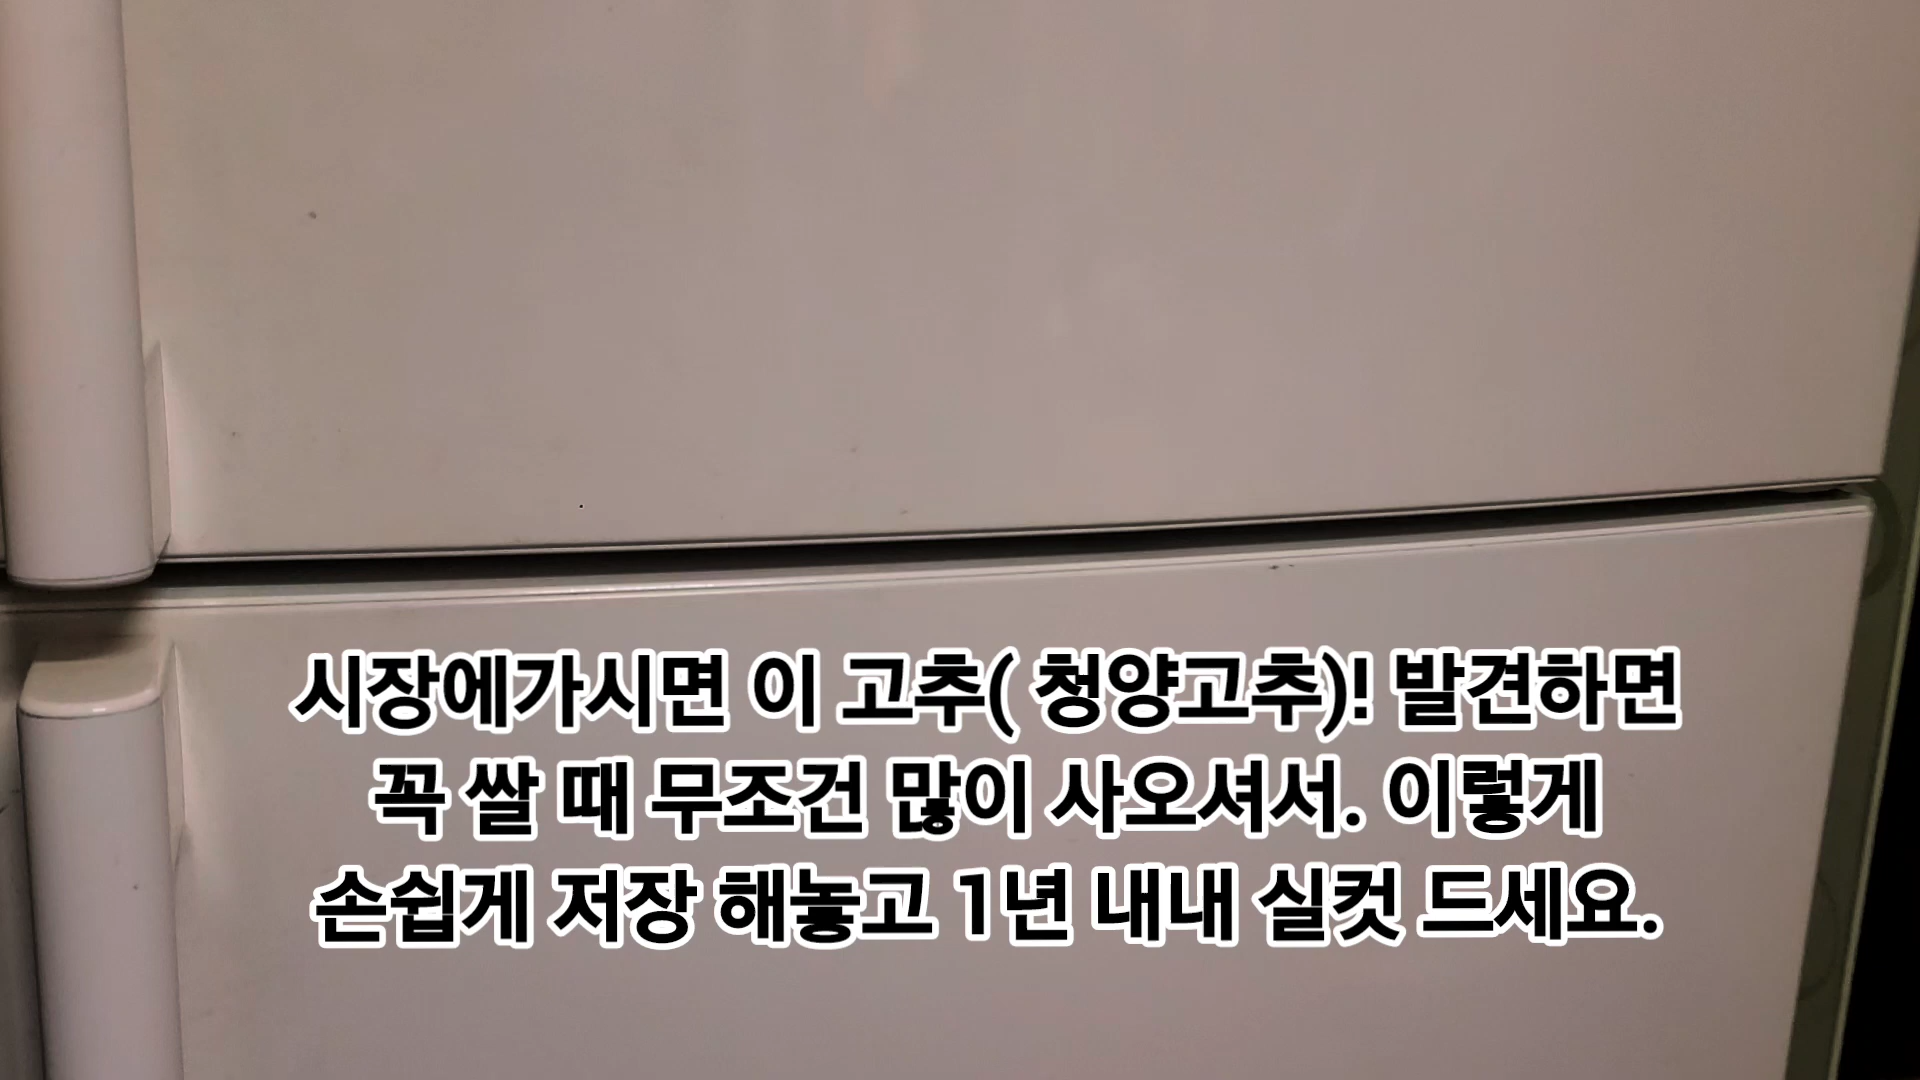 시장에가시면 이 고추( 청양고추)! 발견하면
꼭 쌀 때 무조건 많이 사오셔서. 이렇게
손쉽게 저장 해놓고 1년 내내 실컷 드세요.